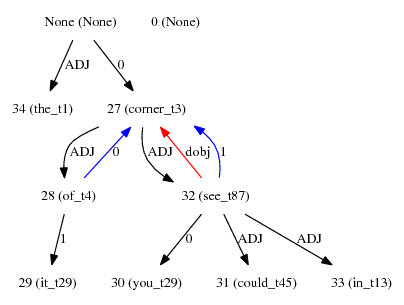 None (None) 0 (None)
ADJ 0
34 (the_t1) 27 (corner_t3)
ADJ 0 ADJ dobj 1
28 (of_t4) 32 (see_t87)
1 0 ADJ ADJ
29 (it_t29) 30 (you_t29) 31 (could_t45) 33 (in_t13)